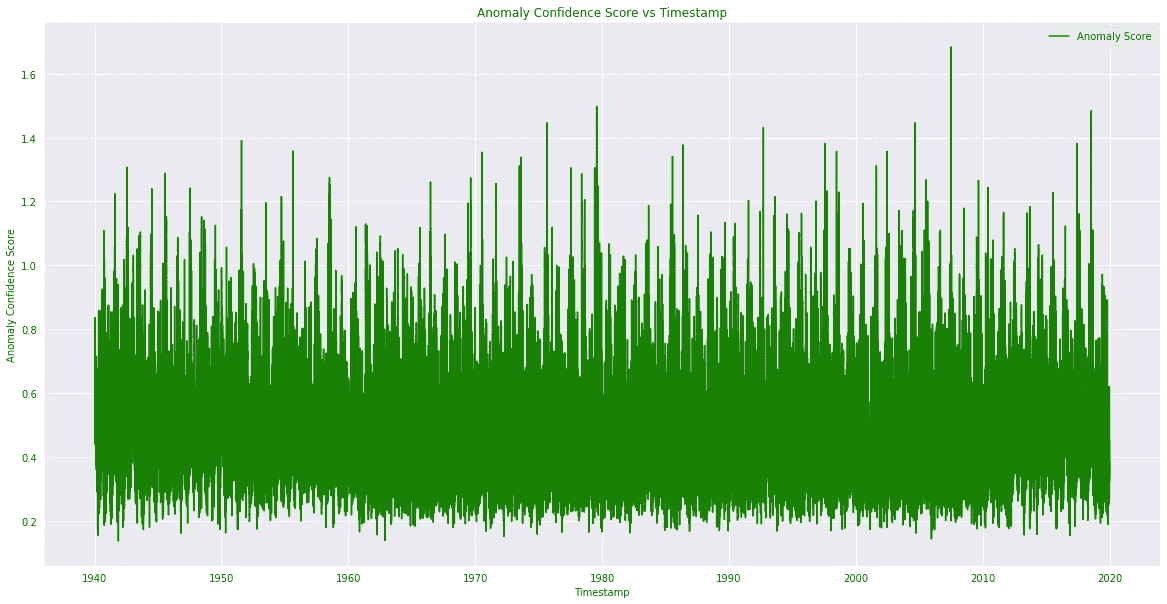 Anomaly Confidence Score vs Timestamp
Anomaly Score
Anomaly Confidence Score
1.6
1.4
1.2
1.0
0.8
0.6
0.4
0.2
1940 1950 1960 1970 1980 1990 2000 2010 2020
Timestamp